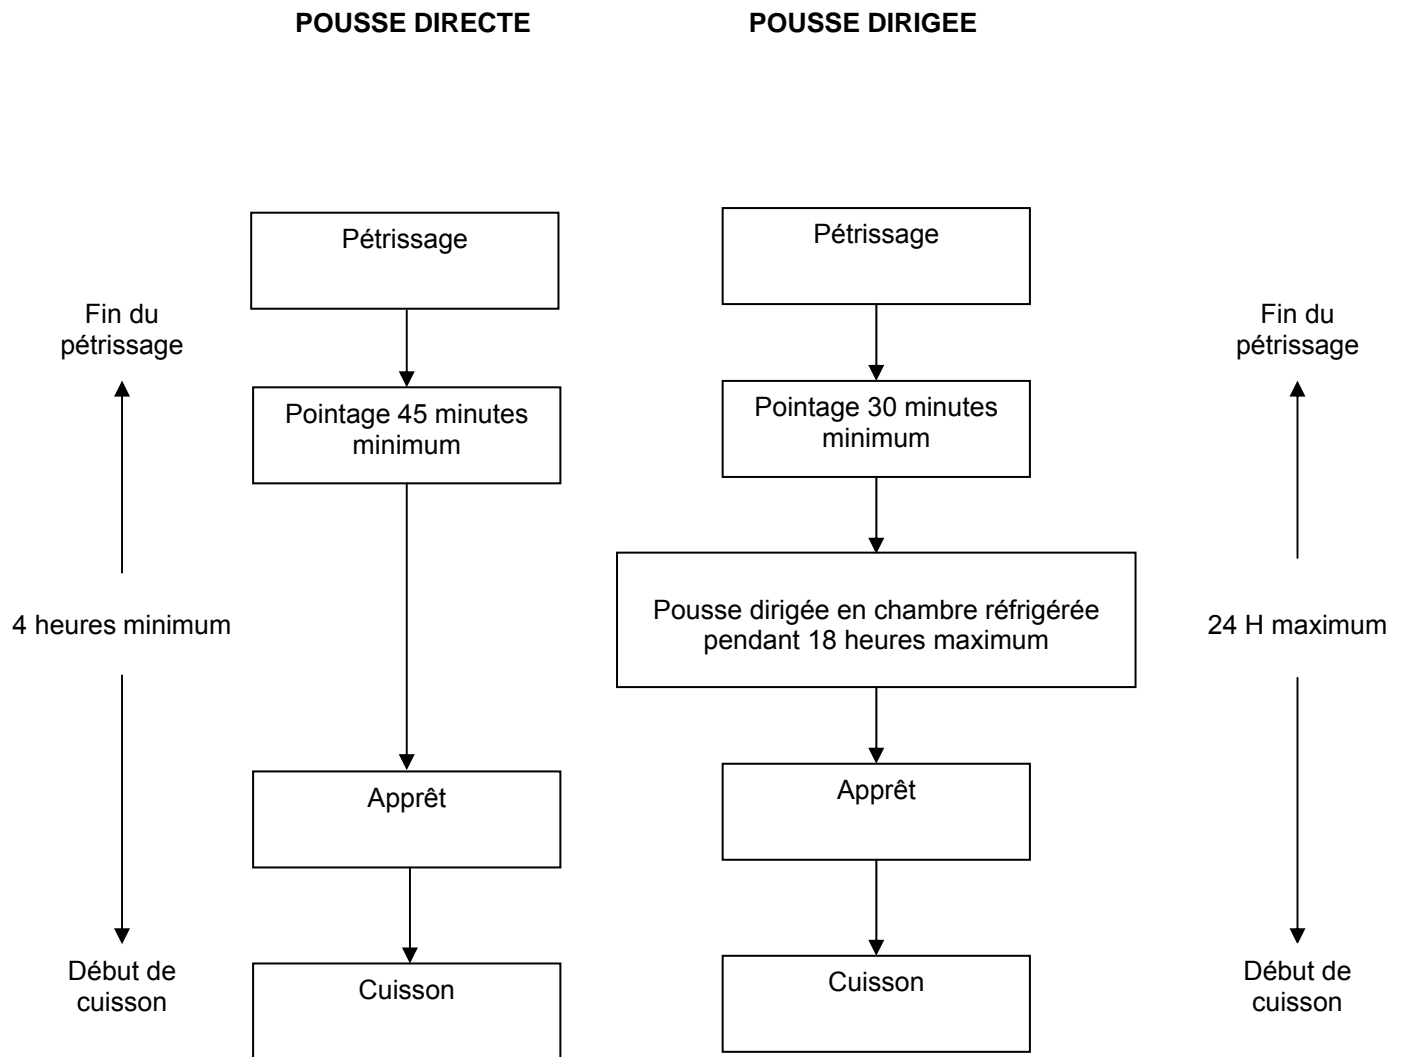 POUSSE DIRECTE
POUSSE DIRIGEE
Pétrissage
Pétrissage
Fin du
pétrissage
Fin du
pétrissage
Pointage 45 minutes
minimum
Pointage 30 minutes
minimum
4 heures minimum
Pousse dirigée en chambre réfrigérée
pendant 18 heures maximum
24 H maximum
Apprêt
Apprêt
Début de
cuisson
Cuisson
Cuisson
Début de
cuisson